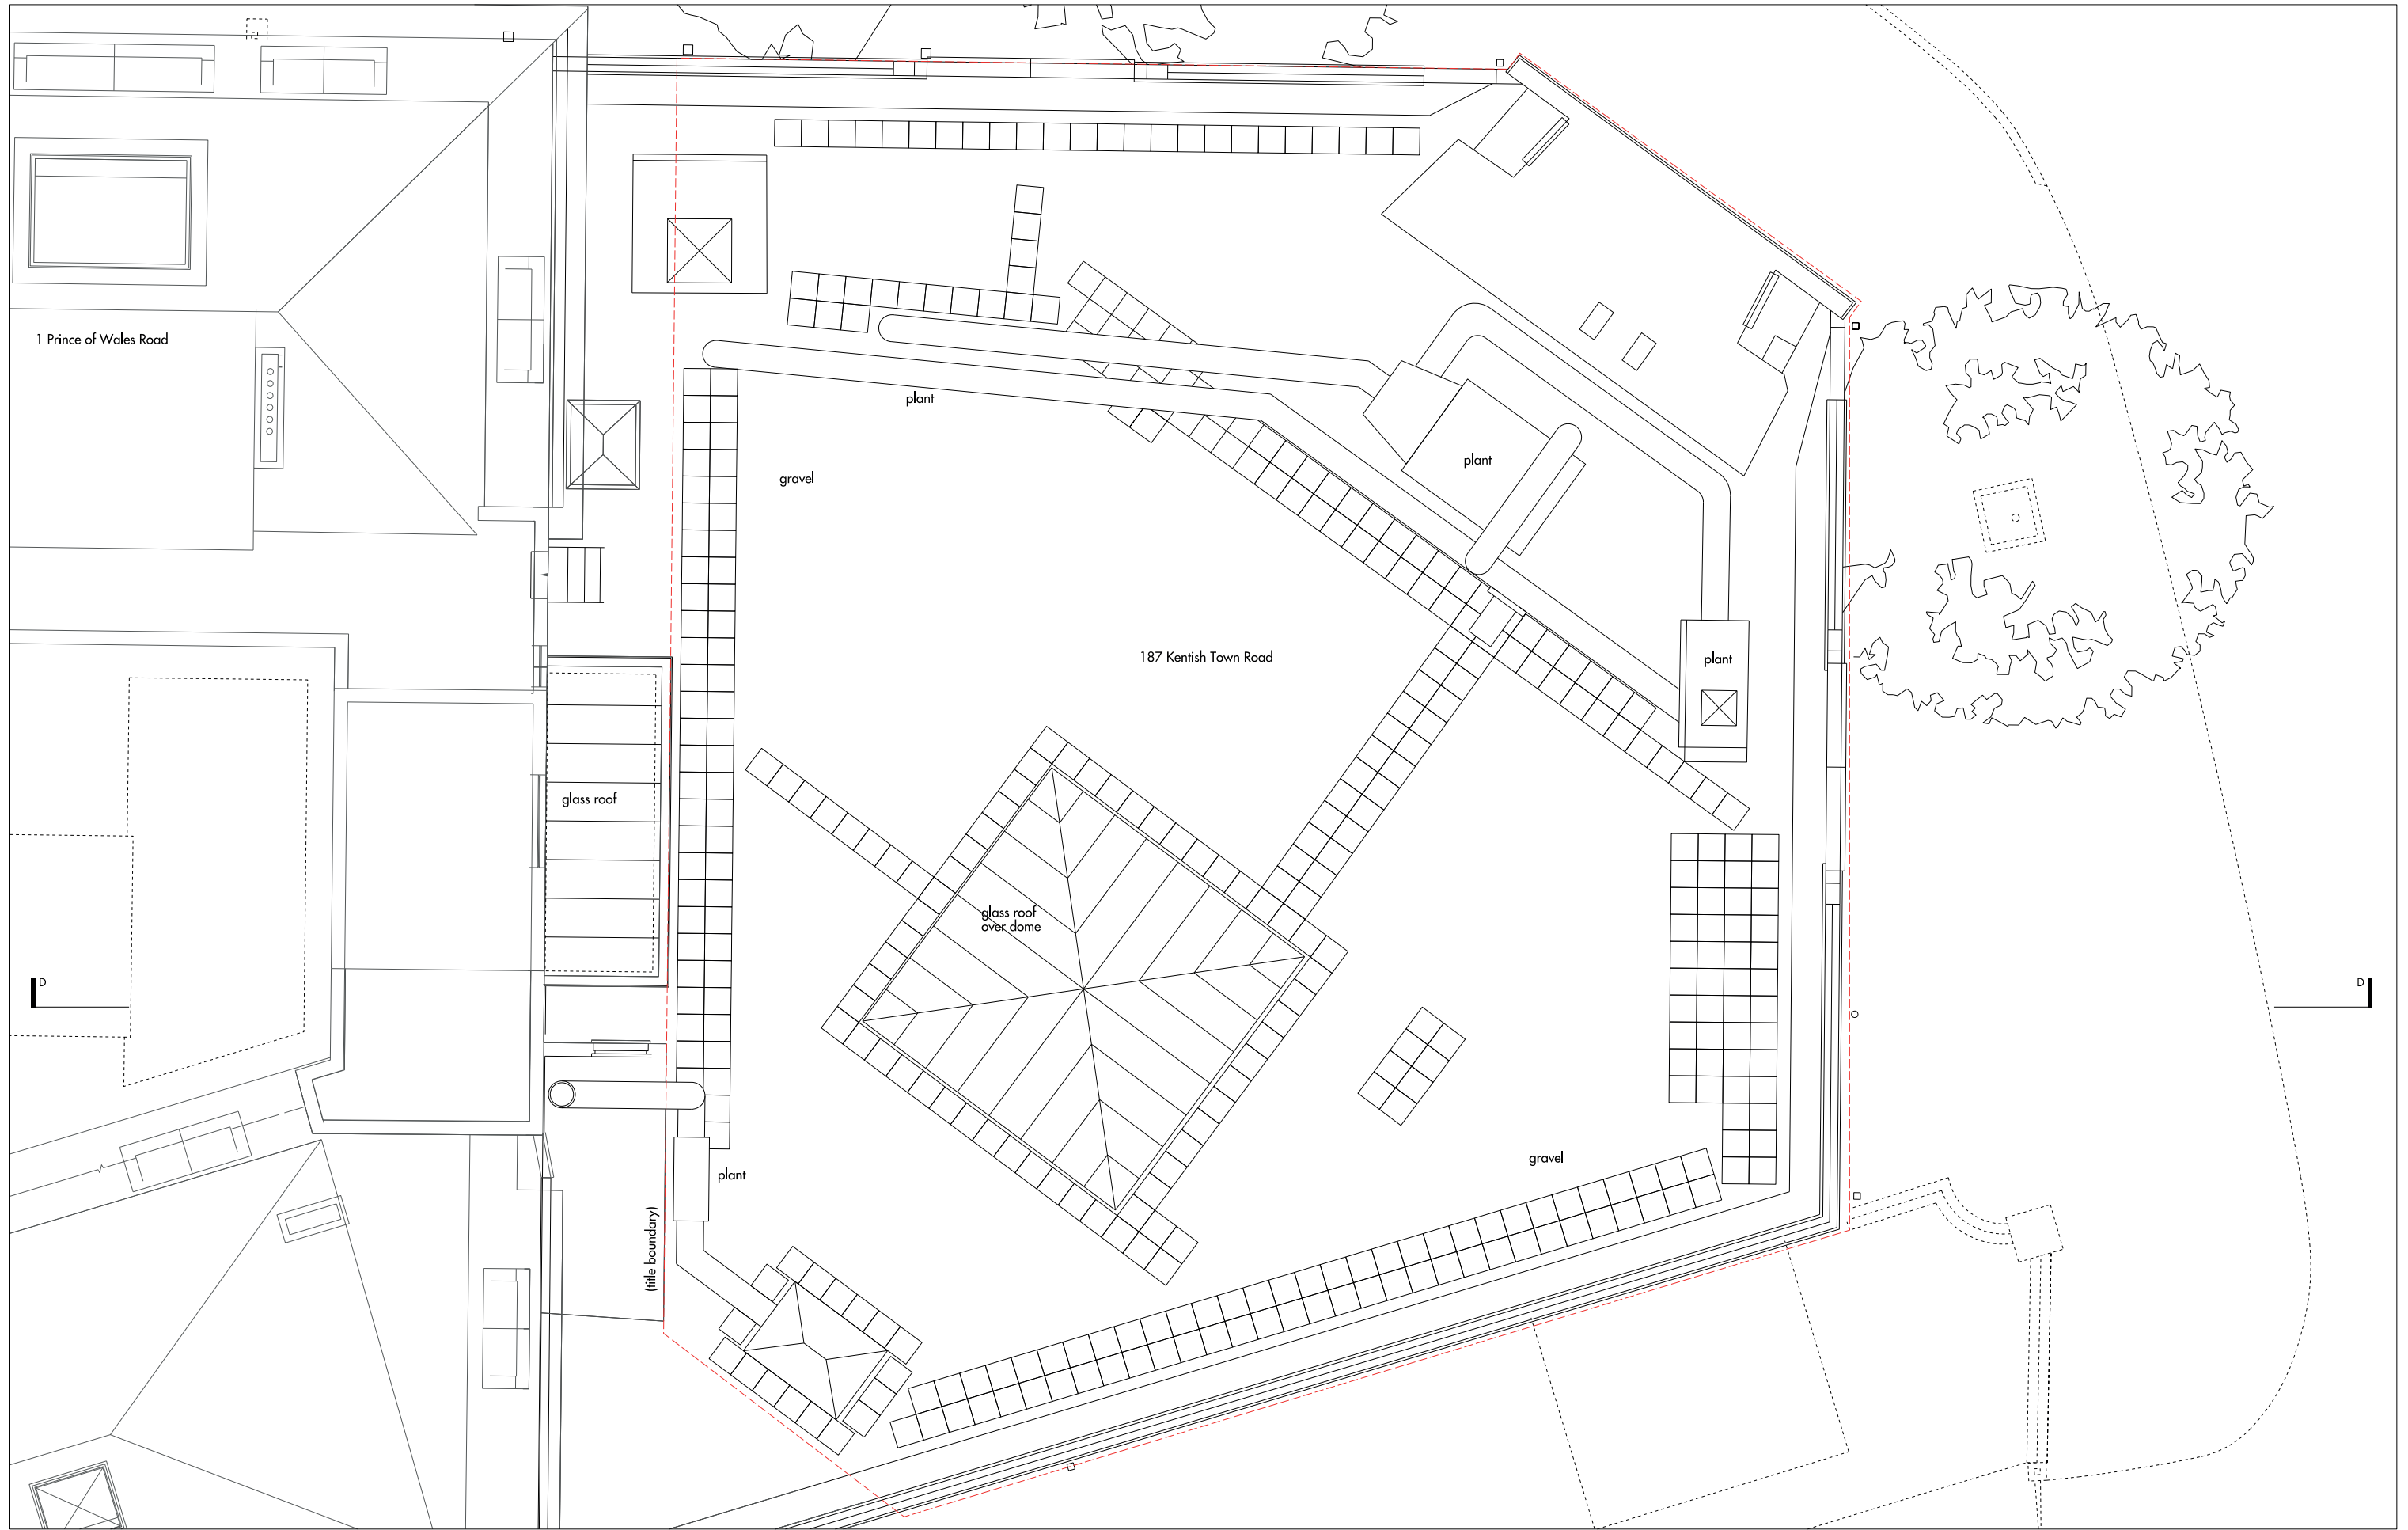 1 Prince of Wales Road
plant
gravel
plant
187 Kentish Town Road
plant
glass roof
glass roof
over dome
D
D
gravel
plant
(title boundary)